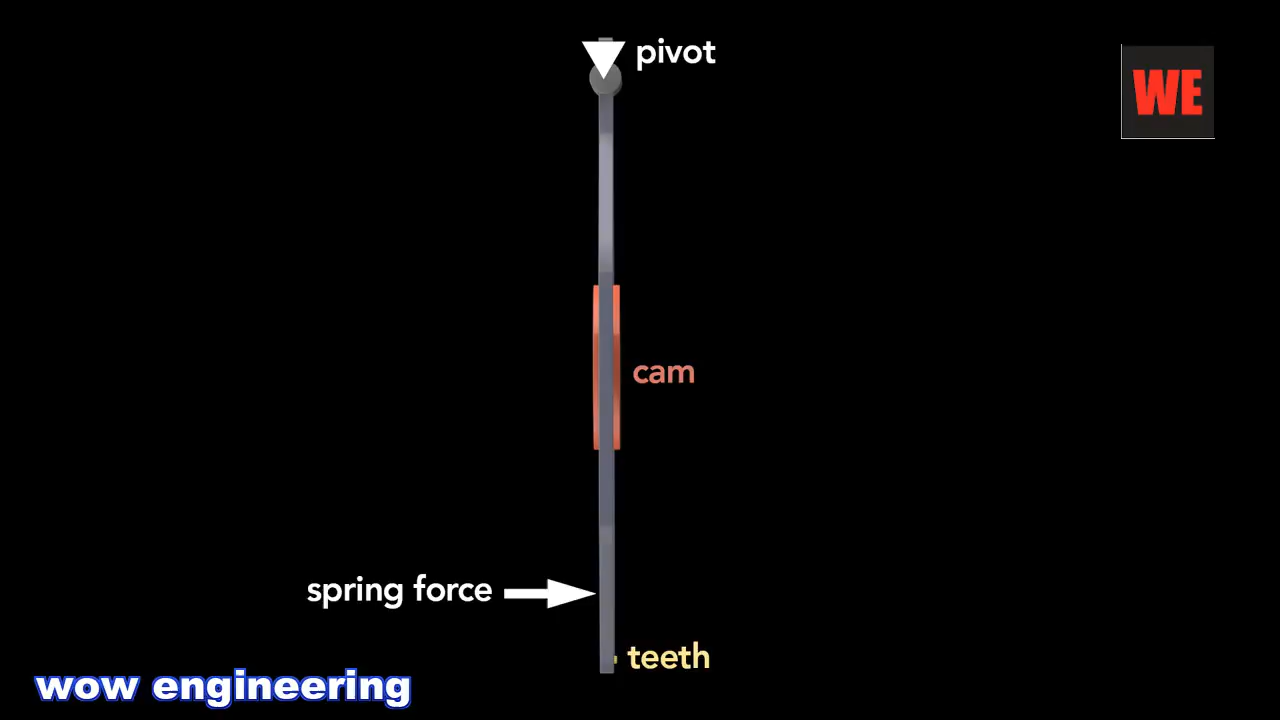 pivot
WE
cam
spring force
teeth
wow engineering